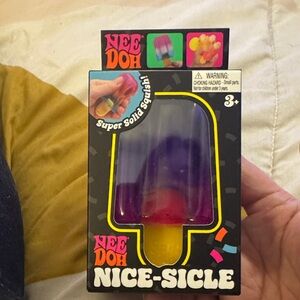 NEE
DOH
WARNING:
CHOKING HAZARD - Small parts.
Not for children under 3 years.
3+
Super Solid Squish!
NEE
DOH
NICE-SICLE